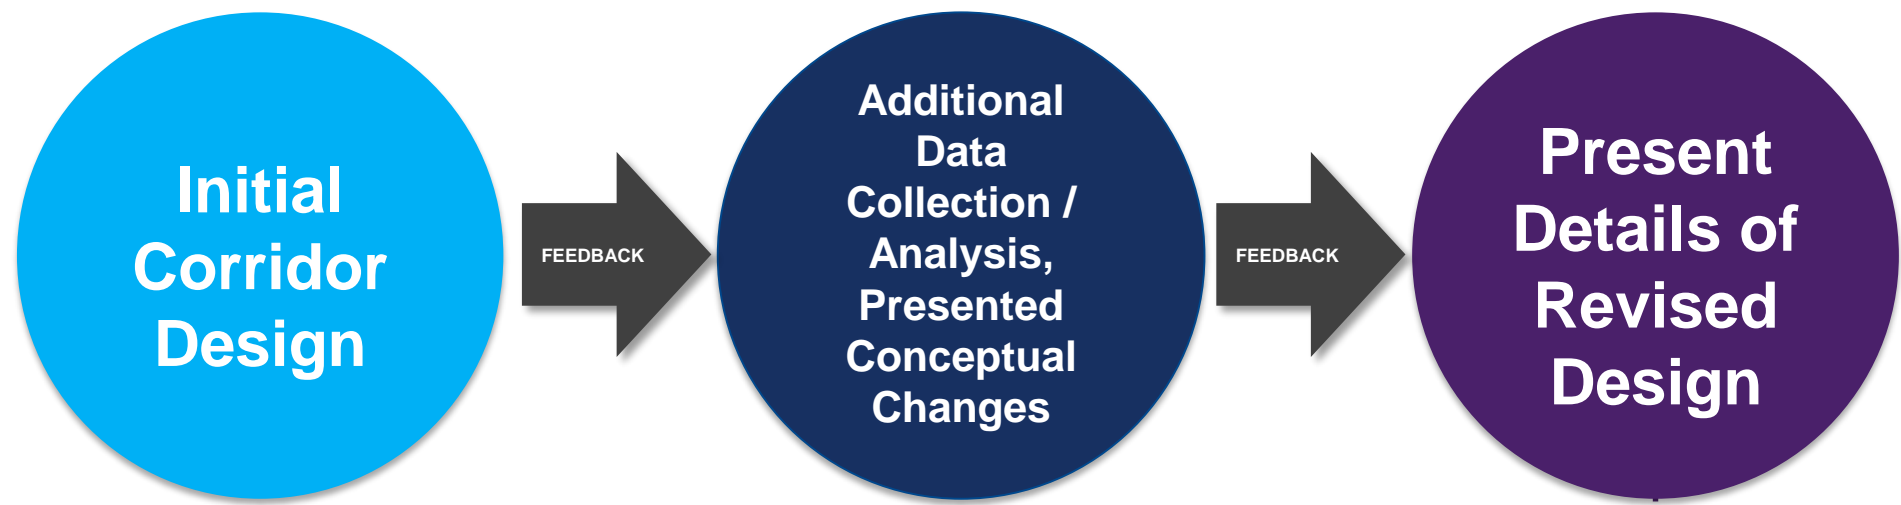 Initial
Corridor
Design
FEEDBACK
Additional
Data
Collection /
Analysis,
Presented
Conceptual
Changes
FEEDBACK
Present
Details of
Revised
Design